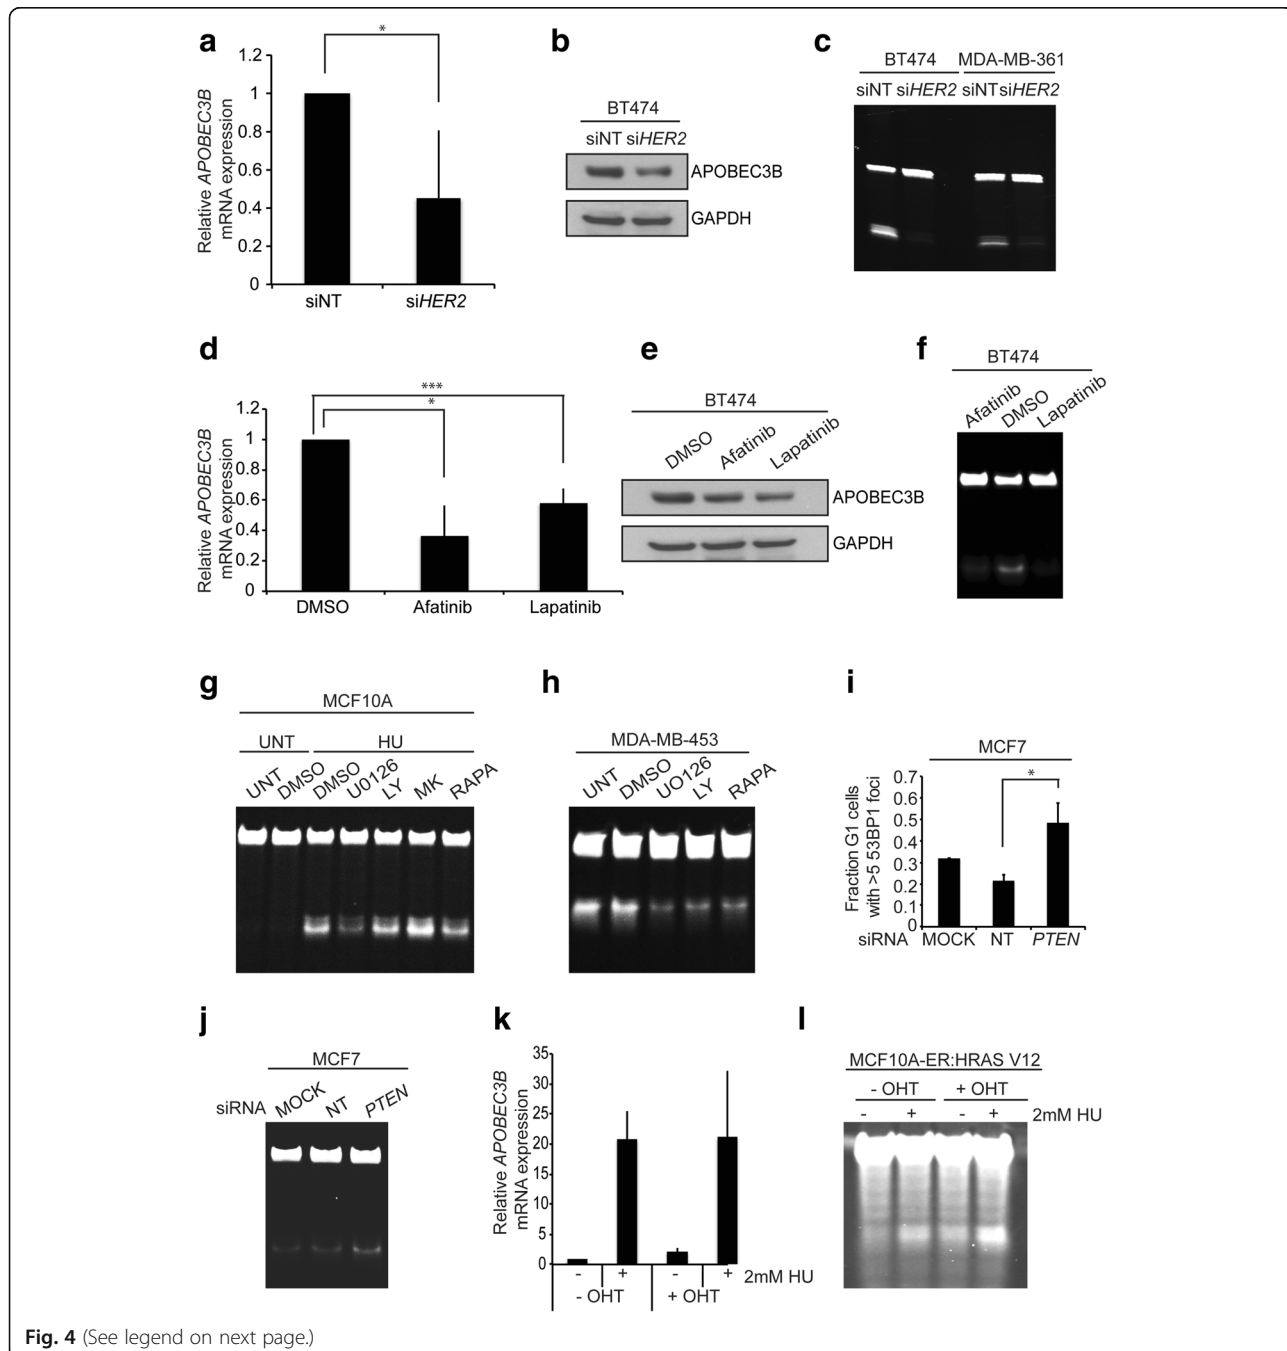 a
*
1.2
1
0.8
0.6
0.4
0.2
0
Relative APOBEC3B
mRNA expression
siNT siHER2
b
BT474
siNT siHER2
APOBEC3B
GAPDH
c
BT474 MDA-MB-361
siNT siHER2 siNT siHER2
d
***
*
1.2
1
0.8
0.6
0.4
0.2
0
Relative APOBEC3B
mRNA expression
DMSO Afatinib Lapatinib
e
BT474
DMSO Afatinib Lapatinib
APOBEC3B
GAPDH
f
BT474
Afatinib DMSO Lapatinib
g
MCF10A
UNT HU
UNT DMSO DMSO U0126 LY MK RAPA
h
MDA-MB-453
UNT DMSO UO126 LY RAPA
i
MCF7
*
0.7
0.6
0.5
0.4
0.3
0.2
0.1
0
Fraction G1 cells
with >5 53BP1 foci
siRNA MOCK NT PTEN
j
MCF7
siRNA MOCK NT PTEN
k
35
30
25
20
15
10
5
0
Relative APOBEC3B
mRNA expression
- + - + 2mM HU
- OHT + OHT
l
MCF10A-ER:HRAS V12
- OHT + OHT
- + - + 2mM HU
Fig. 4 (See legend on next page.)